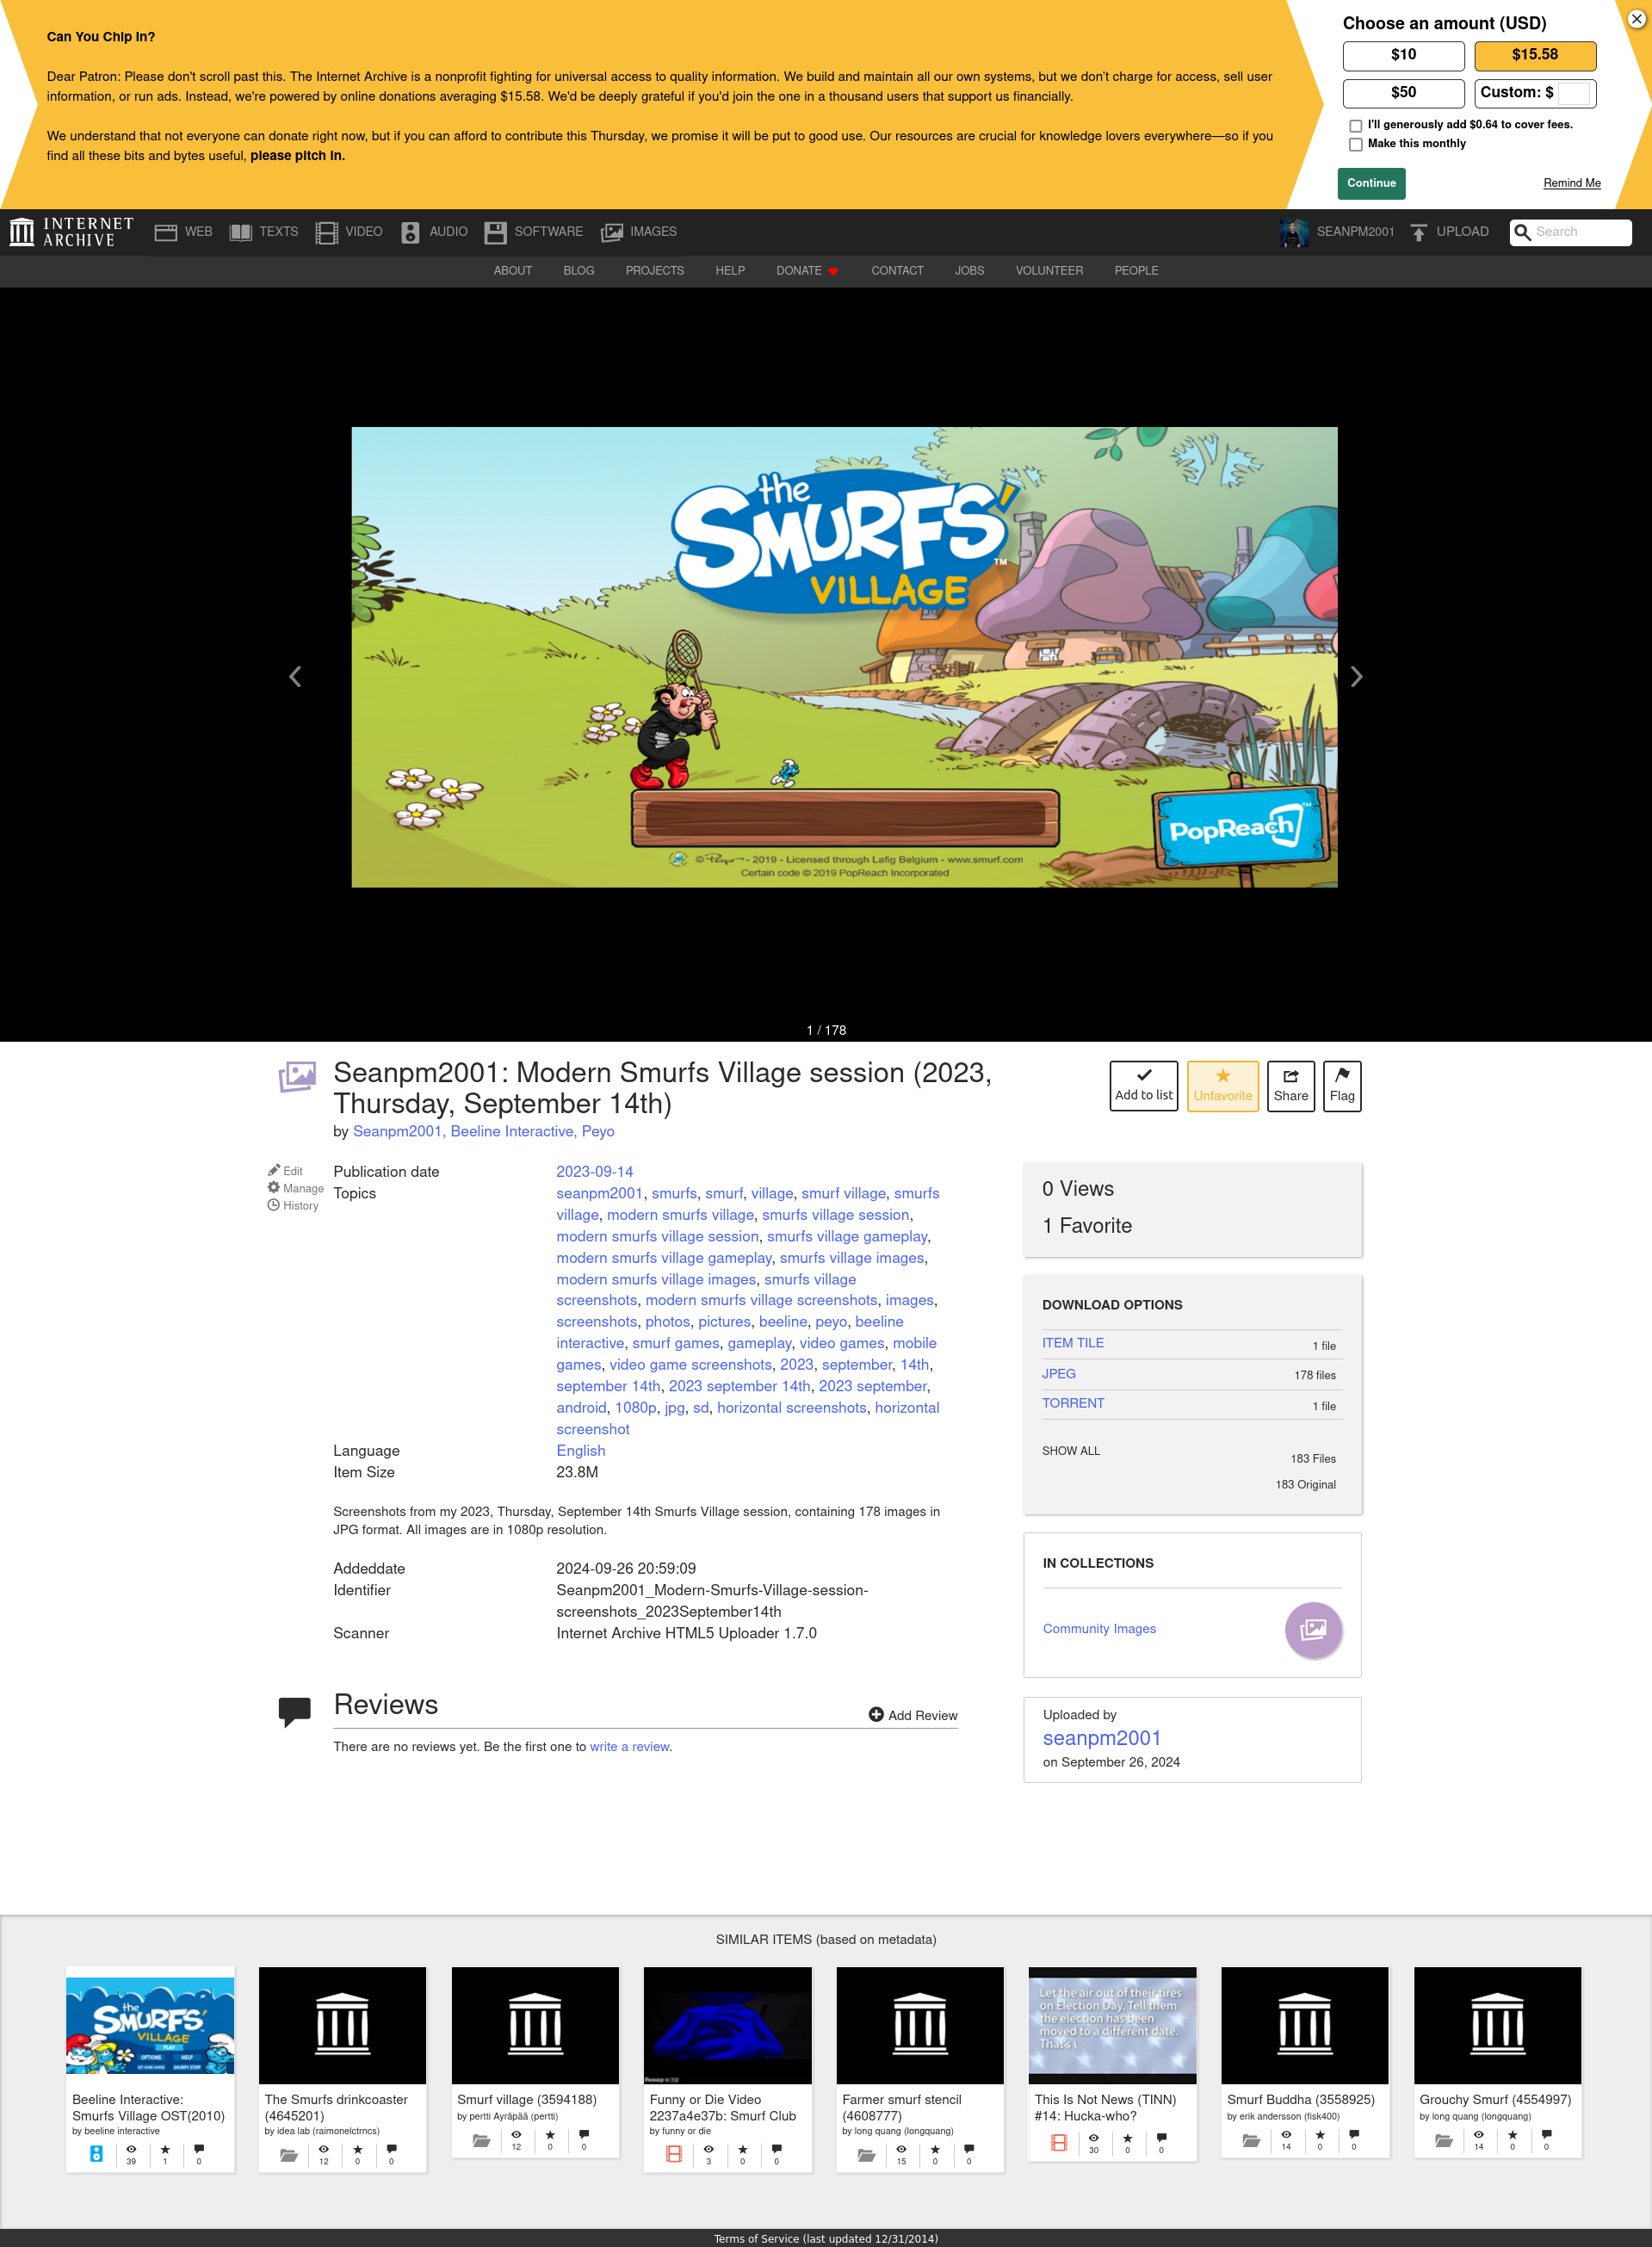 Can You Chip In?
Dear Patron: Please don't scroll past this. The Internet Archive is a nonprofit fighting for universal access to quality information. We build and maintain all our own systems, but we don't charge for access, sell user
information, or run ads. Instead, we're powered by online donations averaging $15.58. We'd be deeply grateful if you'd join the one in a thousand users that support us financially.
We understand that not everyone can donate right now, but if you can afford to contribute this Thursday, we promise it will be put to good use. Our resources are crucial for knowledge lovers everywhere—so if you
find all these bits and bytes useful, please pitch in.
Choose an amount (USD)
$10
$15.58
$50
Custom: $
I'll generously add $0.64 to cover fees.
Make this monthly
Continue
Remind Me
INTERNET
ARCHIVE
WEB
TEXTS
VIDEO
AUDIO
SOFTWARE
IMAGES
SEANPM2001
UPLOAD
Search
ABOUT
BLOG
PROJECTS
HELP
DONATE
CONTACT
JOBS
VOLUNTEER
PEOPLE
the
SMURFS'
VILLAGE
TM
PopReach
TM
© Peyo - 2019 - Licensed through Lafig Belgium - www.smurf.com
Certain code © 2019 PopReach Incorporated
1 / 178
Seanpm2001: Modern Smurfs Village session (2023,
Thursday, September 14th)
by Seanpm2001, Beeline Interactive, Peyo
Add to list
Unfavorite
Share
Flag
Edit
Manage
History
Publication date
2023-09-14
Topics
seanpm2001, smurfs, smurf, village, smurf village, smurfs
village, modern smurfs village, smurfs village session,
modern smurfs village session, smurfs village gameplay,
modern smurfs village gameplay, smurfs village images,
modern smurfs village images, smurfs village
screenshots, modern smurfs village screenshots, images,
screenshots, photos, pictures, beeline, peyo, beeline
interactive, smurf games, gameplay, video games, mobile
games, video game screenshots, 2023, september, 14th,
september 14th, 2023 september 14th, 2023 september,
android, 1080p, jpg, sd, horizontal screenshots, horizontal
screenshot
Language
English
Item Size
23.8M
Screenshots from my 2023, Thursday, September 14th Smurfs Village session, containing 178 images in
JPG format. All images are in 1080p resolution.
Addeddate
2024-09-26 20:59:09
Identifier
Seanpm2001_Modern-Smurfs-Village-session-
screenshots_2023September14th
Scanner
Internet Archive HTML5 Uploader 1.7.0
0 Views
1 Favorite
DOWNLOAD OPTIONS
ITEM TILE
1 file
JPEG
178 files
TORRENT
1 file
SHOW ALL
183 Files
183 Original
IN COLLECTIONS
Community Images
Uploaded by
seanpm2001
on September 26, 2024
Reviews
Add Review
There are no reviews yet. Be the first one to write a review.
SIMILAR ITEMS (based on metadata)
the
SMURFS'
VILLAGE
PLAY
OPTIONS
HELP
Beeline Interactive:
Smurfs Village OST(2010)
by beeline interactive
39
1
0
The Smurfs drinkcoaster
(4645201)
by idea lab (raimonelctrncs)
12
0
0
Smurf village (3594188)
by pertti Ayräpää (pertti)
12
0
0
Funny or Die Video
2237a4e37b: Smurf Club
by funny or die
3
0
0
Farmer smurf stencil
(4608777)
by long quang (longquang)
15
0
0
Let the air out of their tires
on Election Day. Tell them
the election has been
moved to a different date.
That's
This Is Not News (TINN)
#14: Hucka-who?
30
0
0
Smurf Buddha (3558925)
by erik andersson (fisk400)
14
0
0
Grouchy Smurf (4554997)
by long quang (longquang)
14
0
0
Terms of Service (last updated 12/31/2014)